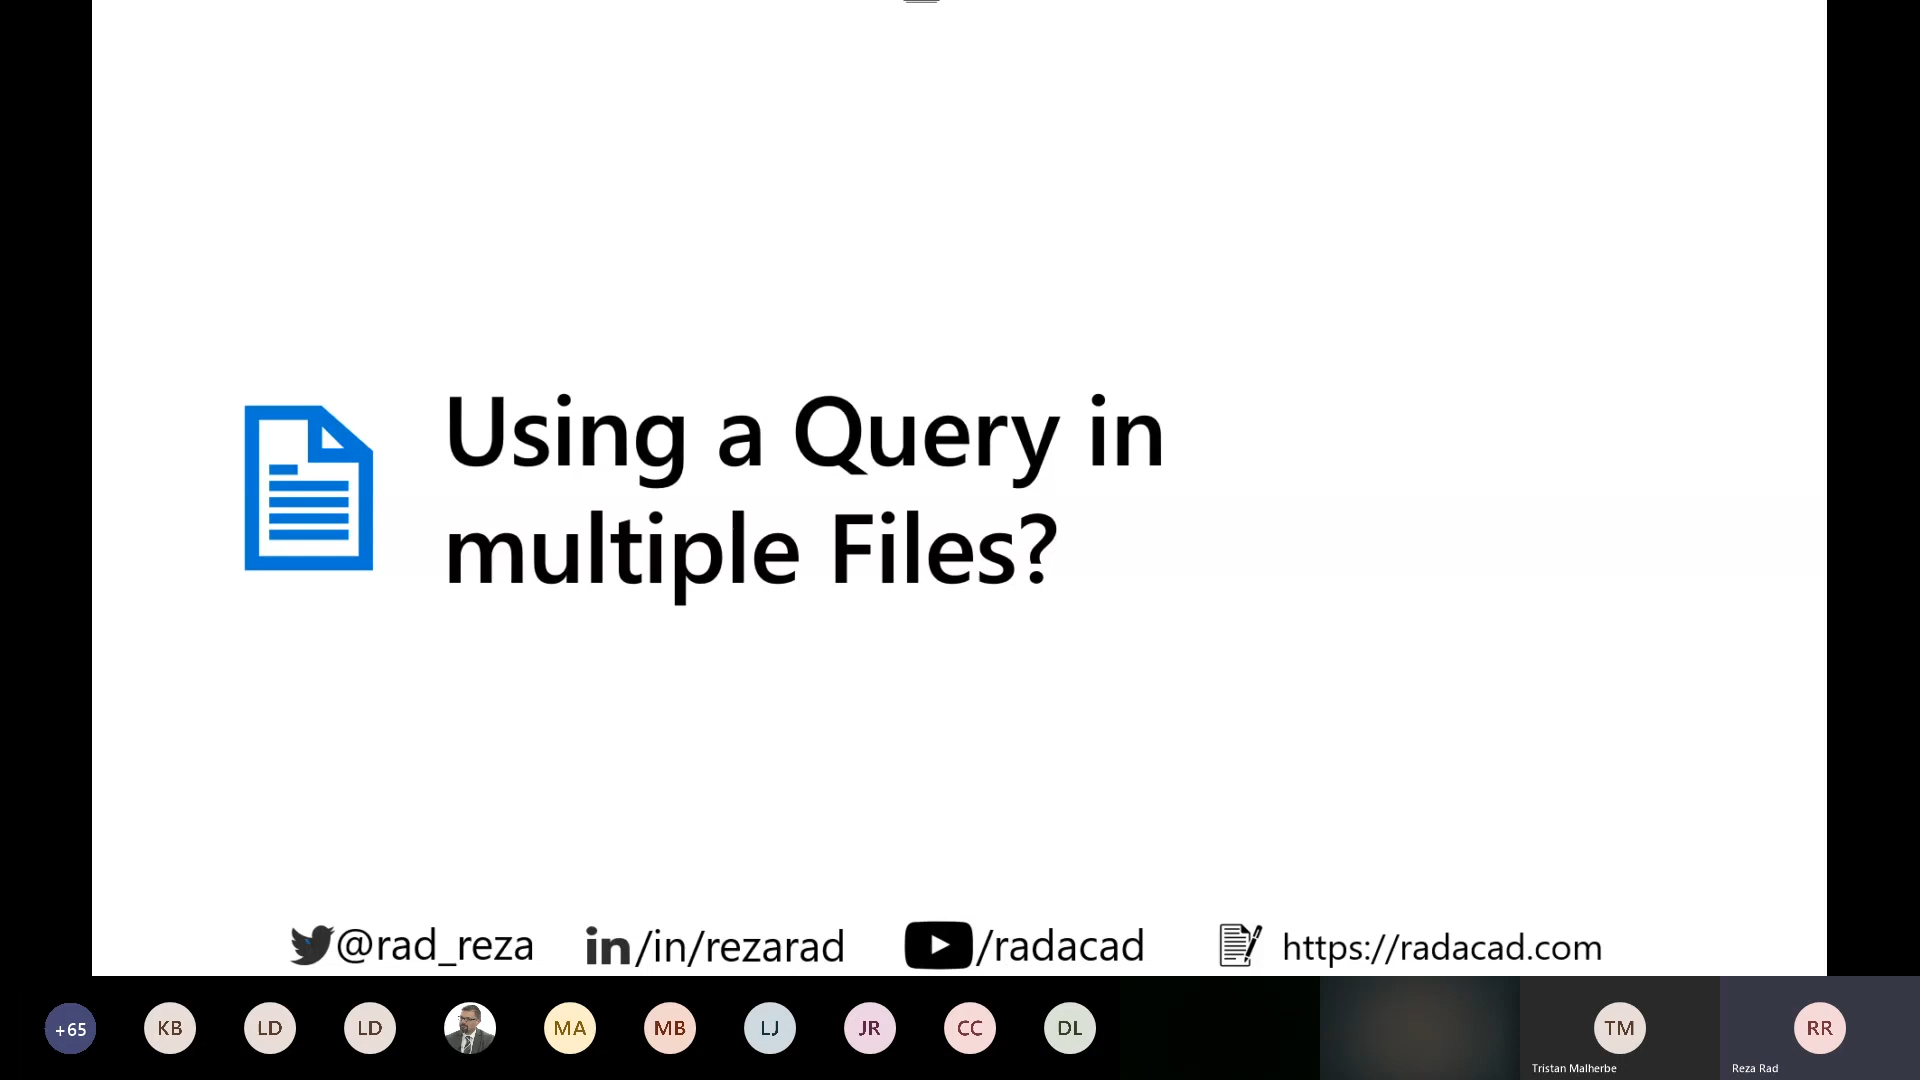 Using a Query in
multiple Files?
@rad_reza
in/in/rezarad
/radacad
https://radacad.com
+65
KB
LD
LD
MA
MB
LJ
JR
CC
DL
TM
Tristan Malherbe
RR
Reza Rad